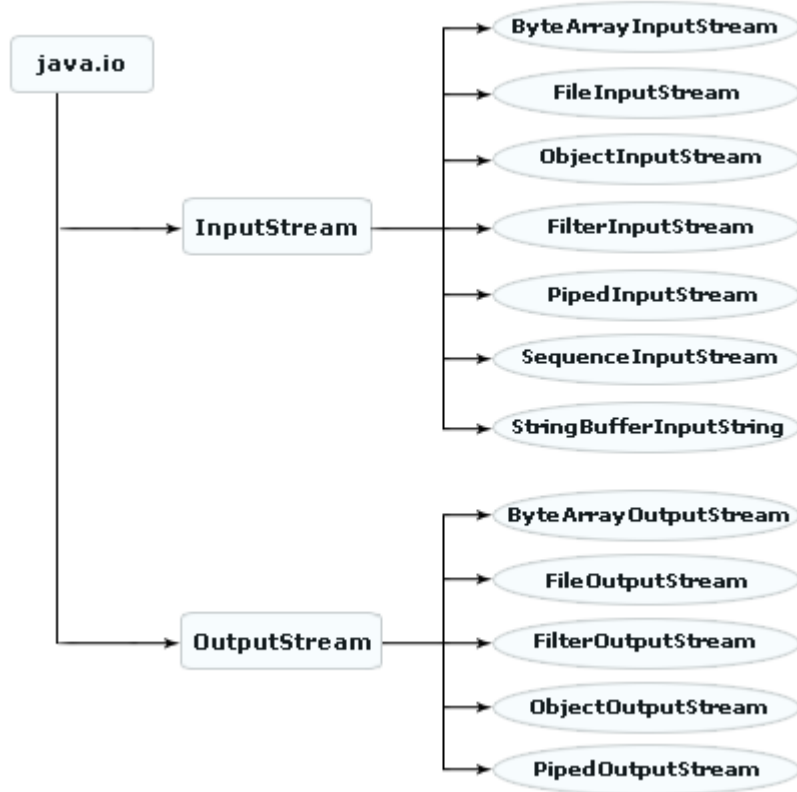 java.io
InputStream
ByteArrayInputStream
FileInputStream
ObjectInputStream
FilterInputStream
PipedInputStream
SequenceInputStream
StringBufferInputString
OutputStream
ByteArrayOutputStream
FileOutputStream
FilterOutputStream
ObjectOutputStream
PipedOutputStream